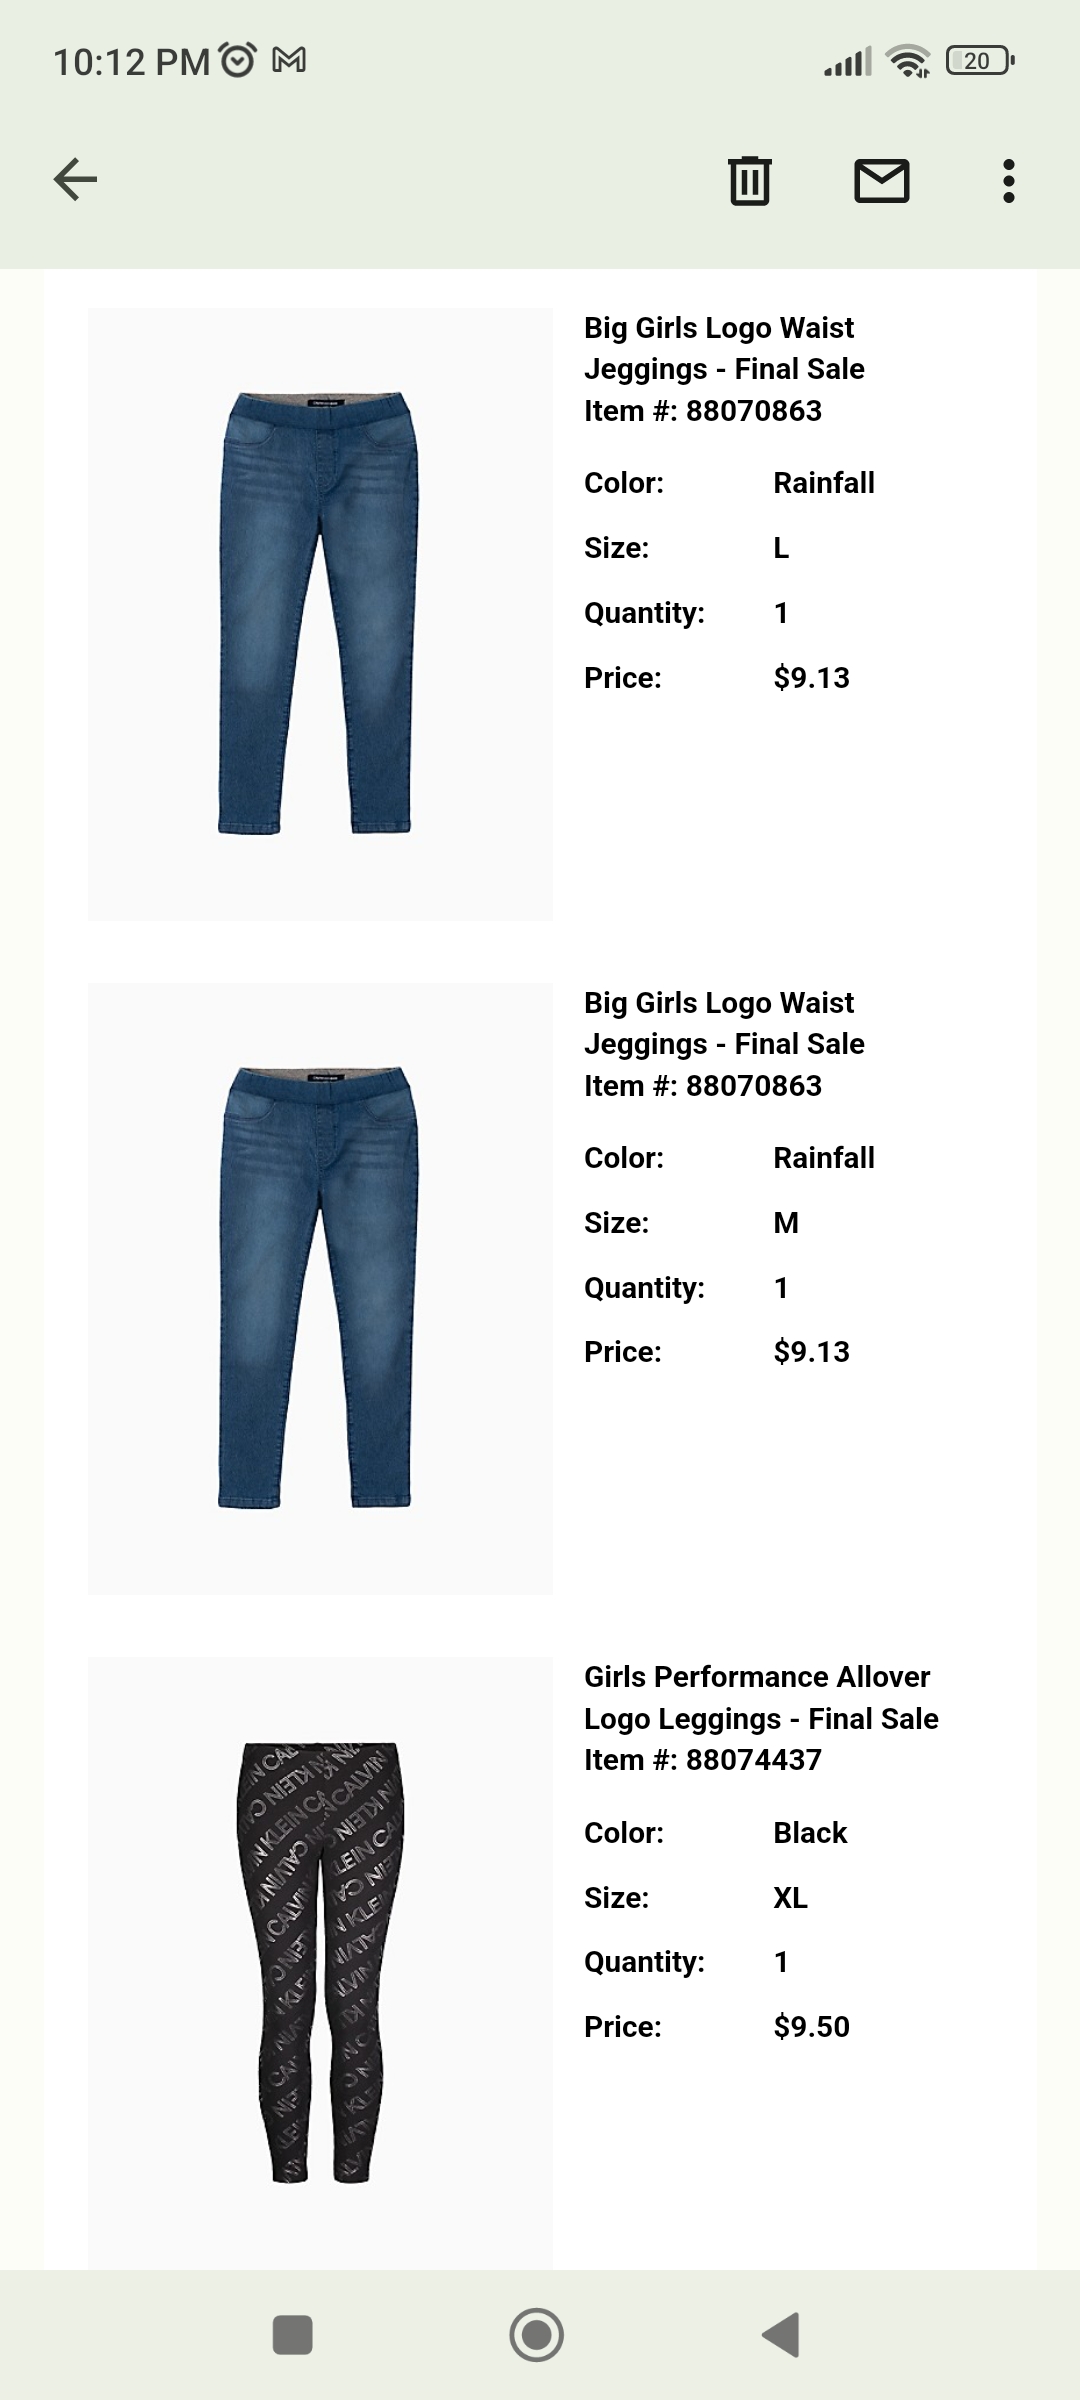 10:12 PM
20
Big Girls Logo Waist
Jeggings - Final Sale
Item #: 88070863
Color: Rainfall
Size: L
Quantity: 1
Price: $9.13
Big Girls Logo Waist
Jeggings - Final Sale
Item #: 88070863
Color: Rainfall
Size: M
Quantity: 1
Price: $9.13
Girls Performance Allover
Logo Leggings - Final Sale
Item #: 88074437
Color: Black
Size: XL
Quantity: 1
Price: $9.50